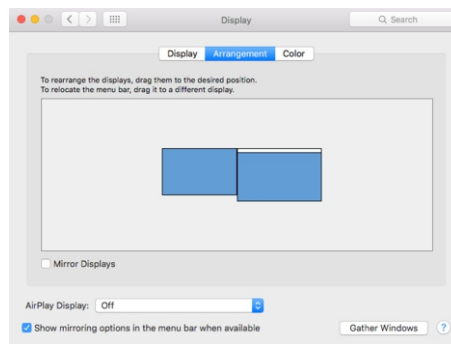 Display
Search
Display Arrangement Color
To rearrange the displays, drag them to the desired position.
To relocate the menu bar, drag it to a different display.
Mirror Displays
AirPlay Display: Off
Show mirroring options in the menu bar when available
Gather Windows ?